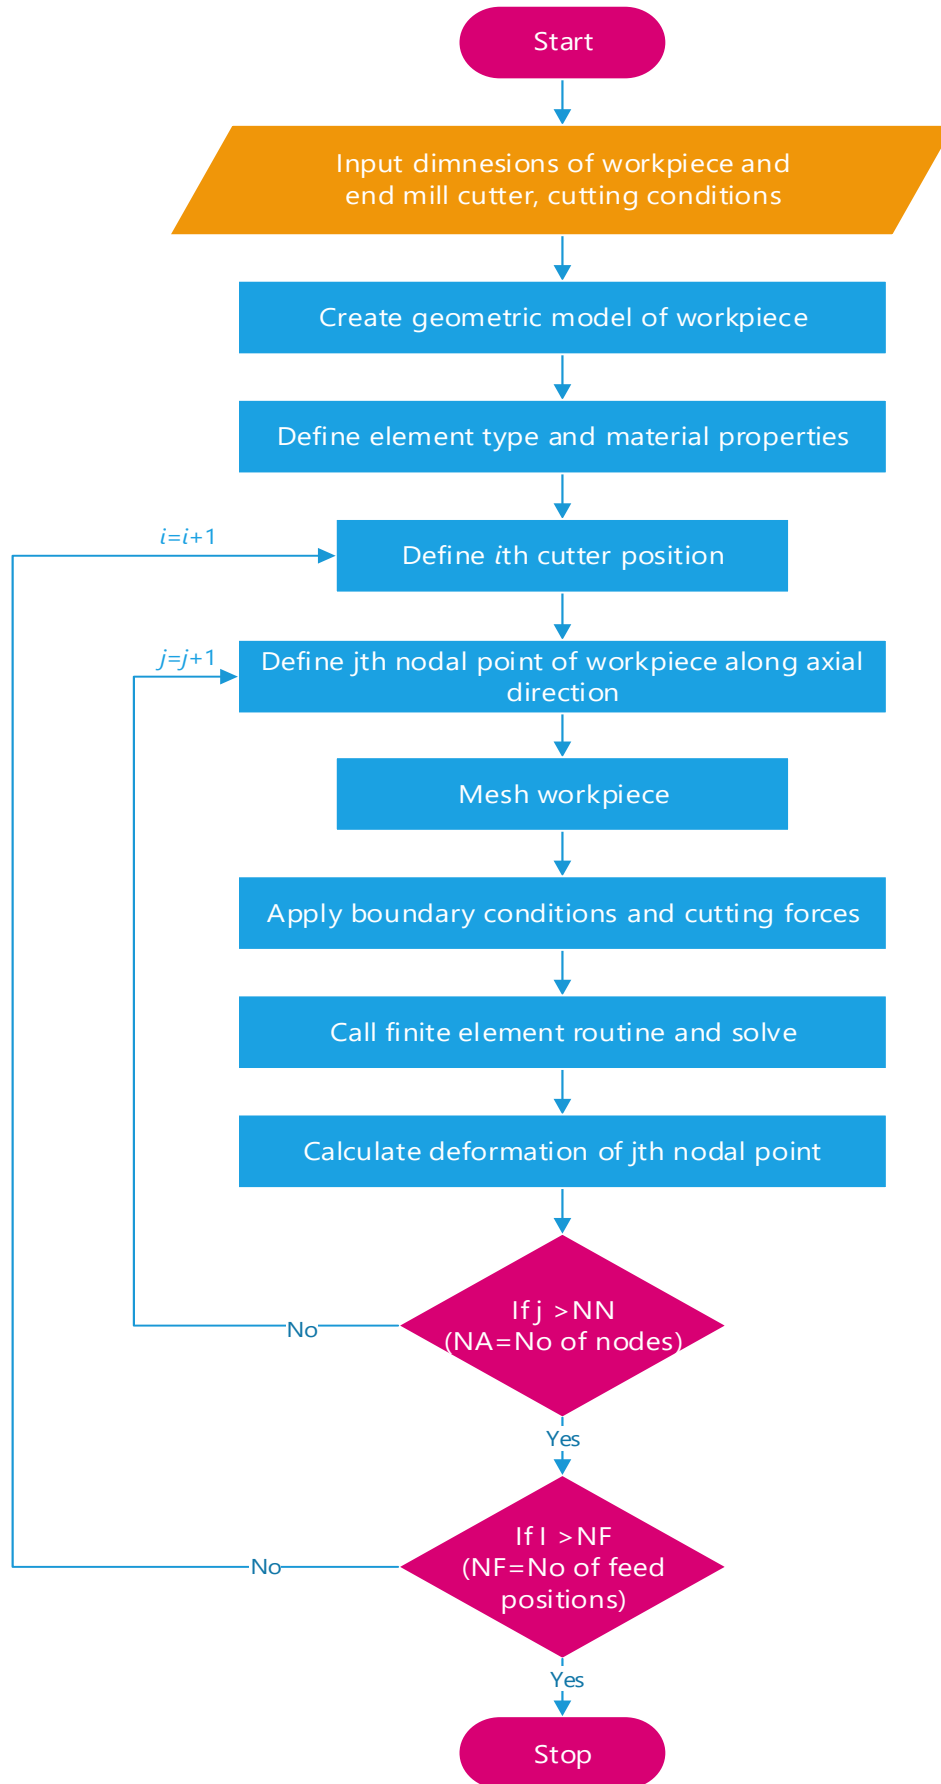 Start
Input dimnesions of workpiece and
end mill cutter, cutting conditions
Create geometric model of workpiece
Define element type and material properties
i=i+1
Define ith cutter position
j=j+1
Define jth nodal point of workpiece along axial
direction
Mesh workpiece
Apply boundary conditions and cutting forces
Call finite element routine and solve
Calculate deformation of jth nodal point
If j >NN
(NA=No of nodes)
No
Yes
If I >NF
(NF=No of feed
positions)
No
Yes
Stop